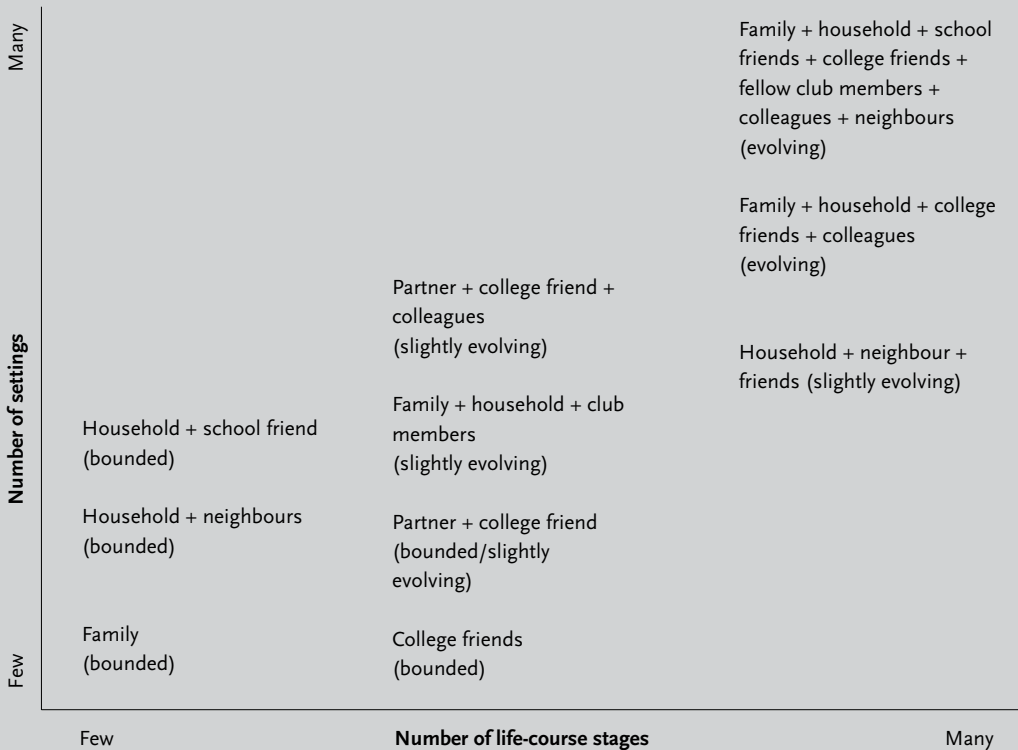 Many
Number of settings
Few
Household + school friend
(bounded)
Household + neighbours
(bounded)
Family
(bounded)
Partner + college friend +
colleagues
(slightly evolving)
Family + household + club
members
(slightly evolving)
Partner + college friend
(bounded/slightly
evolving)
College friends
(bounded)
Family + household + school
friends + college friends +
fellow club members +
colleagues + neighbours
(evolving)
Family + household + college
friends + colleagues
(evolving)
Household + neighbour +
friends (slightly evolving)
Few
Number of life-course stages
Many